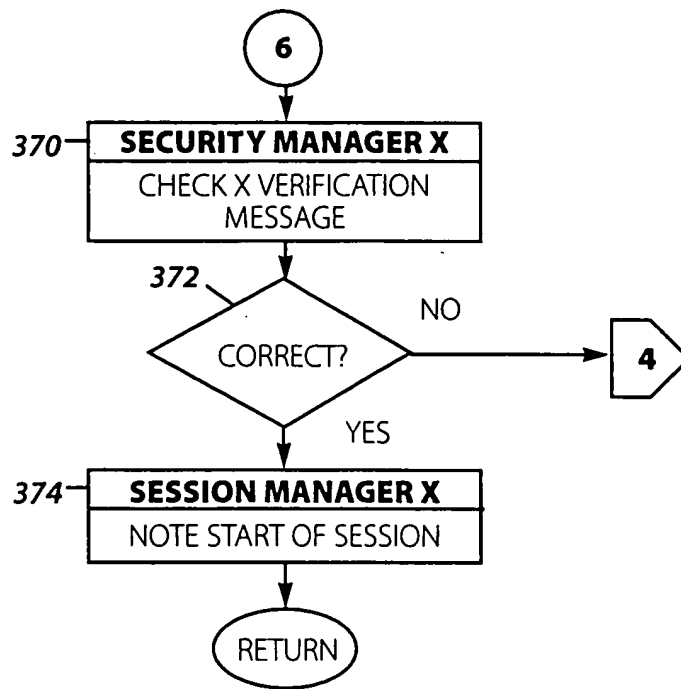 6
370
SECURITY MANAGER X
CHECK X VERIFICATION
MESSAGE
372
NO
CORRECT?
4
YES
374
SESSION MANAGER X
NOTE START OF SESSION
RETURN